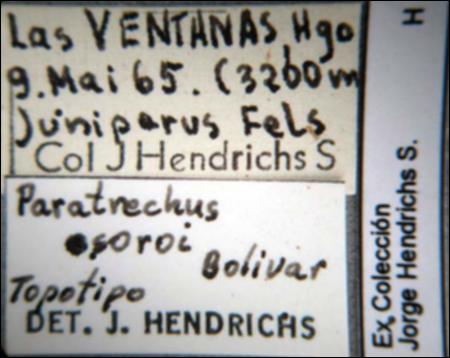 Las VENTANAS, Hgo
9. Mai 65. (3200m
Juniperus Fels
Col J Hendrichs S
Paratrechus
osoroi
Bolivar
Topotipo
DET. J. HENDRICHS
Ex Colección
Jorge Hendrichs S.
H